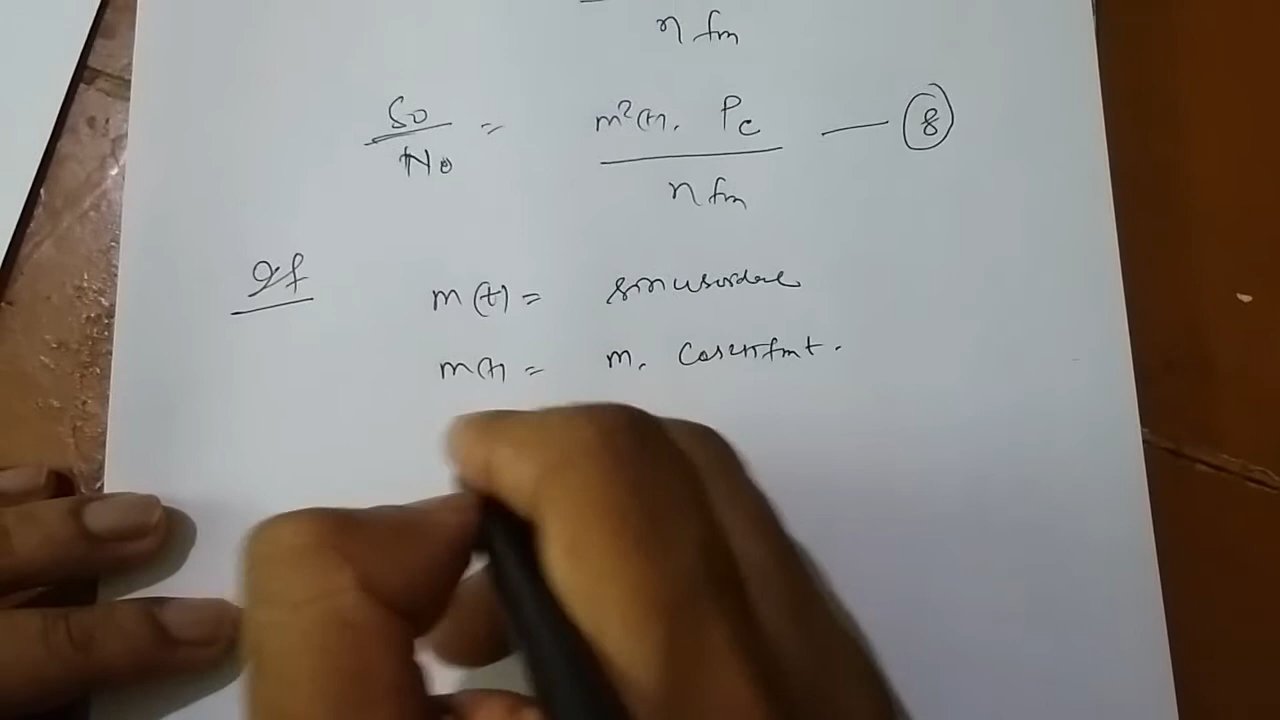 η fm
So/No = m²(t). Pc / η fm — 8
If m(t) = sinusoidal
m(t) = m. cos2πfmt.